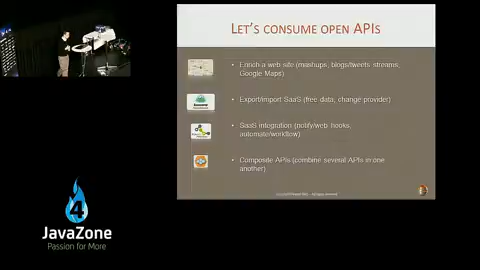 LET'S CONSUME OPEN APIS
• Enrich a web site (mashups, blogs/tweets streams,
Google Maps)
• Export/import SaaS (free data, change provider)
• SaaS integration (notify/web hooks,
automate/workflow)
• Composite APIs (combine several APIs in one
another)
4
JavaZone
Passion for More